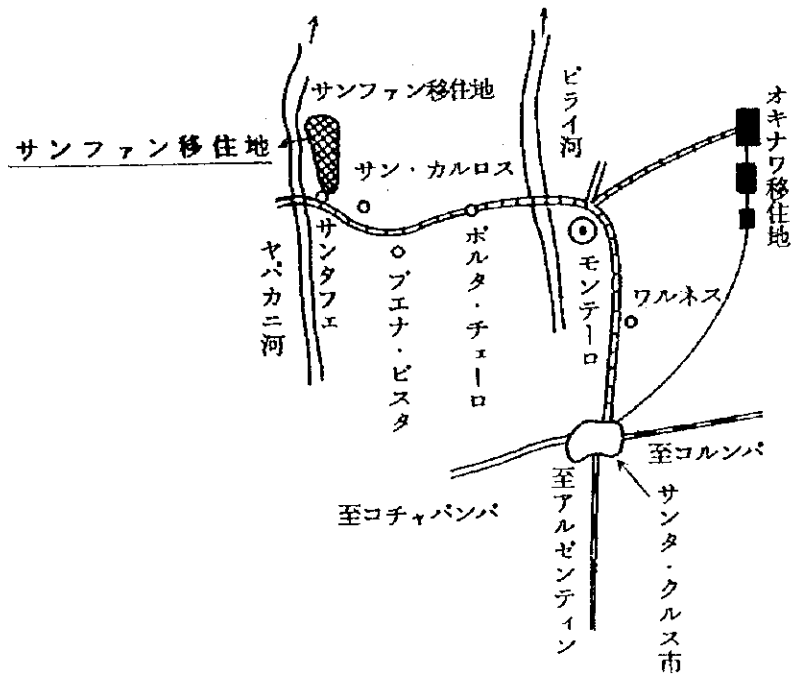 サンファン移住地
サンファン移住地
サン・カルロス
ヤパカニ河
サンタフェ
ブエナ・ビスタ
ポルタ・チェーロ
ピライ河
モンテーロ
ワルネス
オキナワ移住地
至コルンバ
至コチャバンバ
至アルゼンティン
サンタ・クルス市